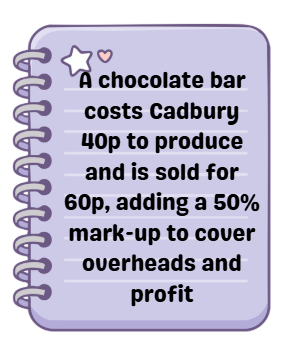 A chocolate bar
costs Cadbury
40p to produce
and is sold for
60p, adding a 50%
mark-up to cover
overheads and
profit